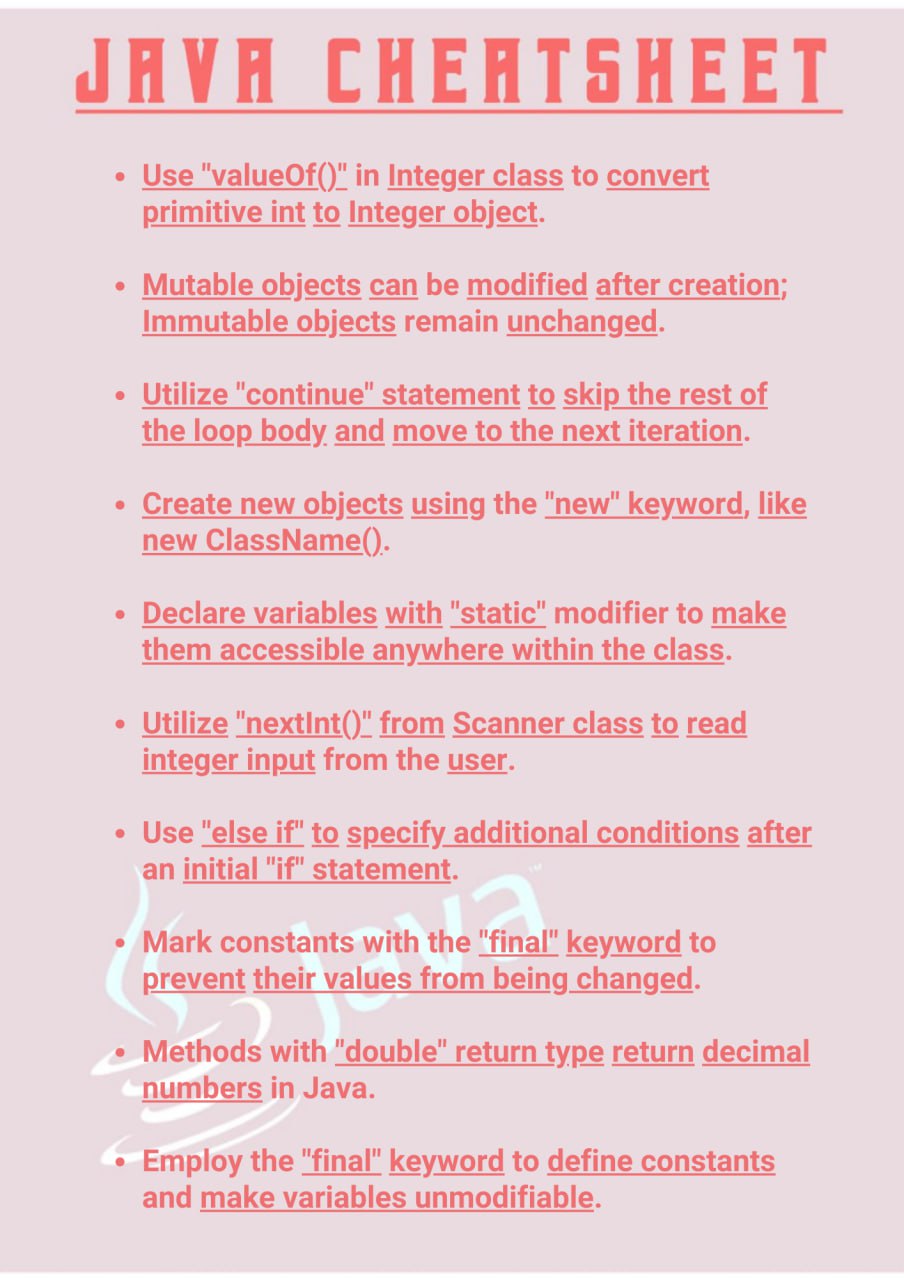 JAVA CHEATSHEET
• Use "valueOf()" in Integer class to convert
primitive int to Integer object.
• Mutable objects can be modified after creation;
Immutable objects remain unchanged.
• Utilize "continue" statement to skip the rest of
the loop body and move to the next iteration.
• Create new objects using the "new" keyword, like
new ClassName().
• Declare variables with "static" modifier to make
them accessible anywhere within the class.
• Utilize "nextInt()" from Scanner class to read
integer input from the user.
• Use "else if" to specify additional conditions after
an initial "if" statement.
• Mark constants with the "final" keyword to
prevent their values from being changed.
• Methods with "double" return type return decimal
numbers in Java.
• Employ the "final" keyword to define constants
and make variables unmodifiable.
Java™